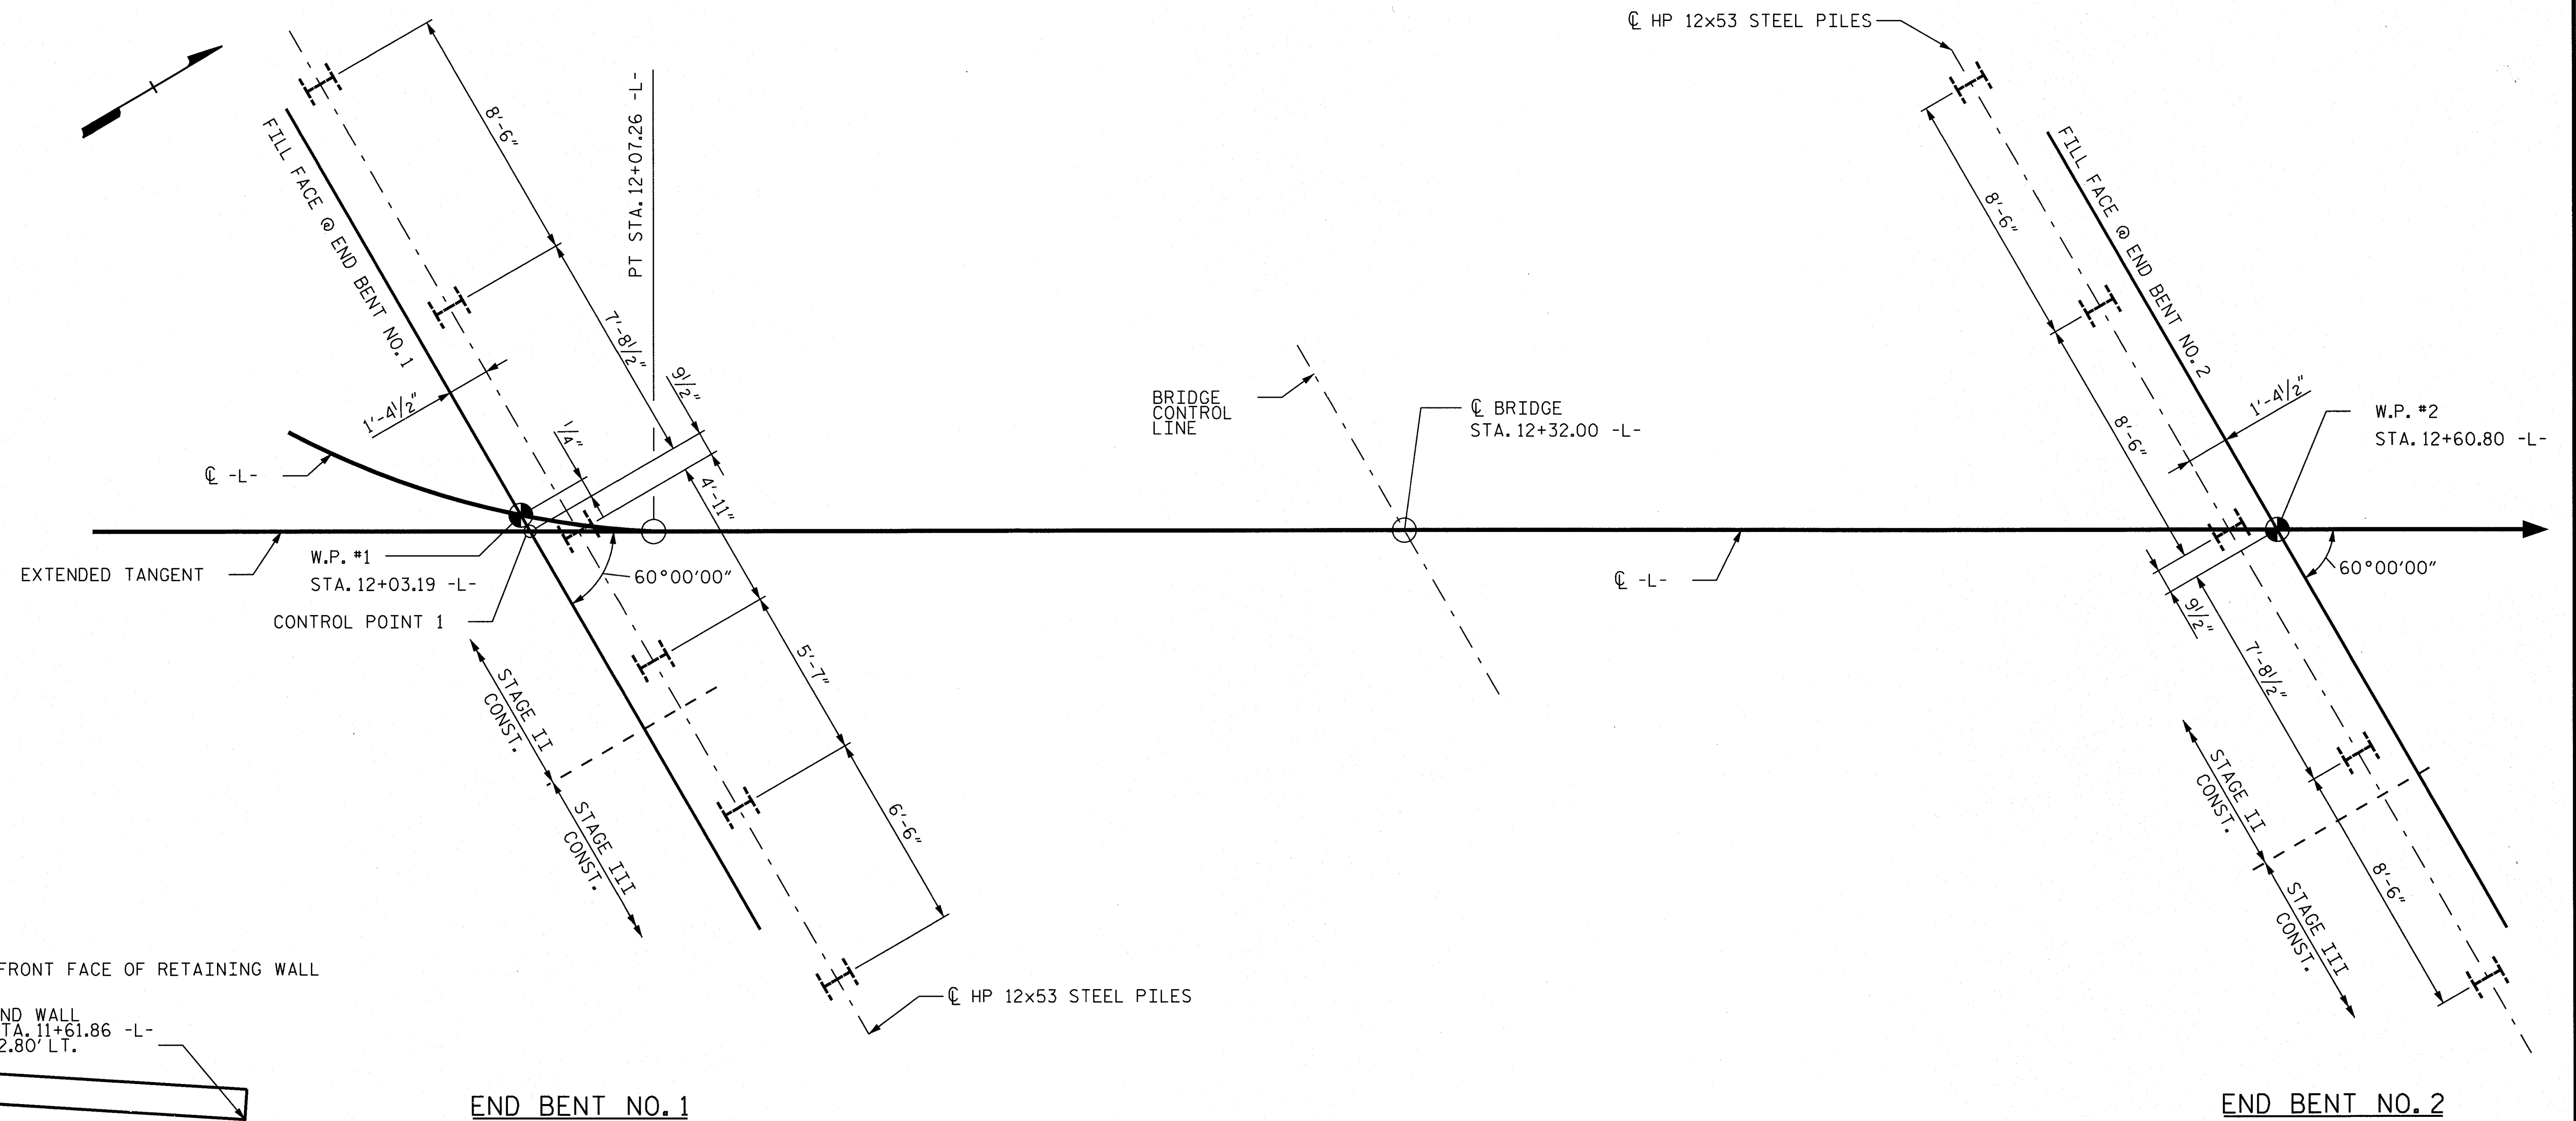 ℄ HP 12x53 STEEL PILES
8'-6"
PT STA. 12+07.26 -L-
FILL FACE @ END BENT NO. 1
7'-8½"
9½"
1'-4½"
¼"
4'-11"
℄ -L-
EXTENDED TANGENT
W.P. #1
STA. 12+03.19 -L-
CONTROL POINT 1
60°00'00"
5'-7"
6'-6"
STAGE II
CONST.
STAGE III
CONST.
℄ HP 12x53 STEEL PILES
BRIDGE
CONTROL
LINE
℄ BRIDGE
STA. 12+32.00 -L-
℄ -L-
8'-6"
8'-6"
FILL FACE @ END BENT NO. 2
1'-4½"
W.P. #2
STA. 12+60.80 -L-
60°00'00"
9½"
7'-8½"
8'-6"
STAGE II
CONST.
STAGE III
CONST.
FRONT FACE OF RETAINING WALL
ND WALL
TA. 11+61.86 -L-
2.80' LT.
END BENT NO. 1
END BENT NO. 2